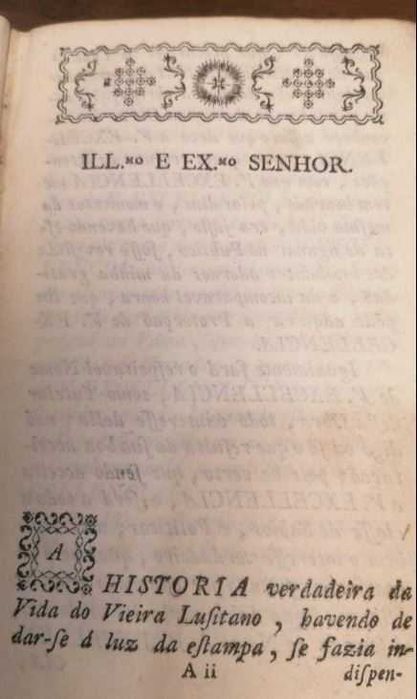 ILL.MO E EX.MO SENHOR.
A HISTORIA verdadeira da
Vida do Vieira Luſitano , havendo de
dar-ſe á luz da eſtampa , ſe fazia in-
A ii diſpen-